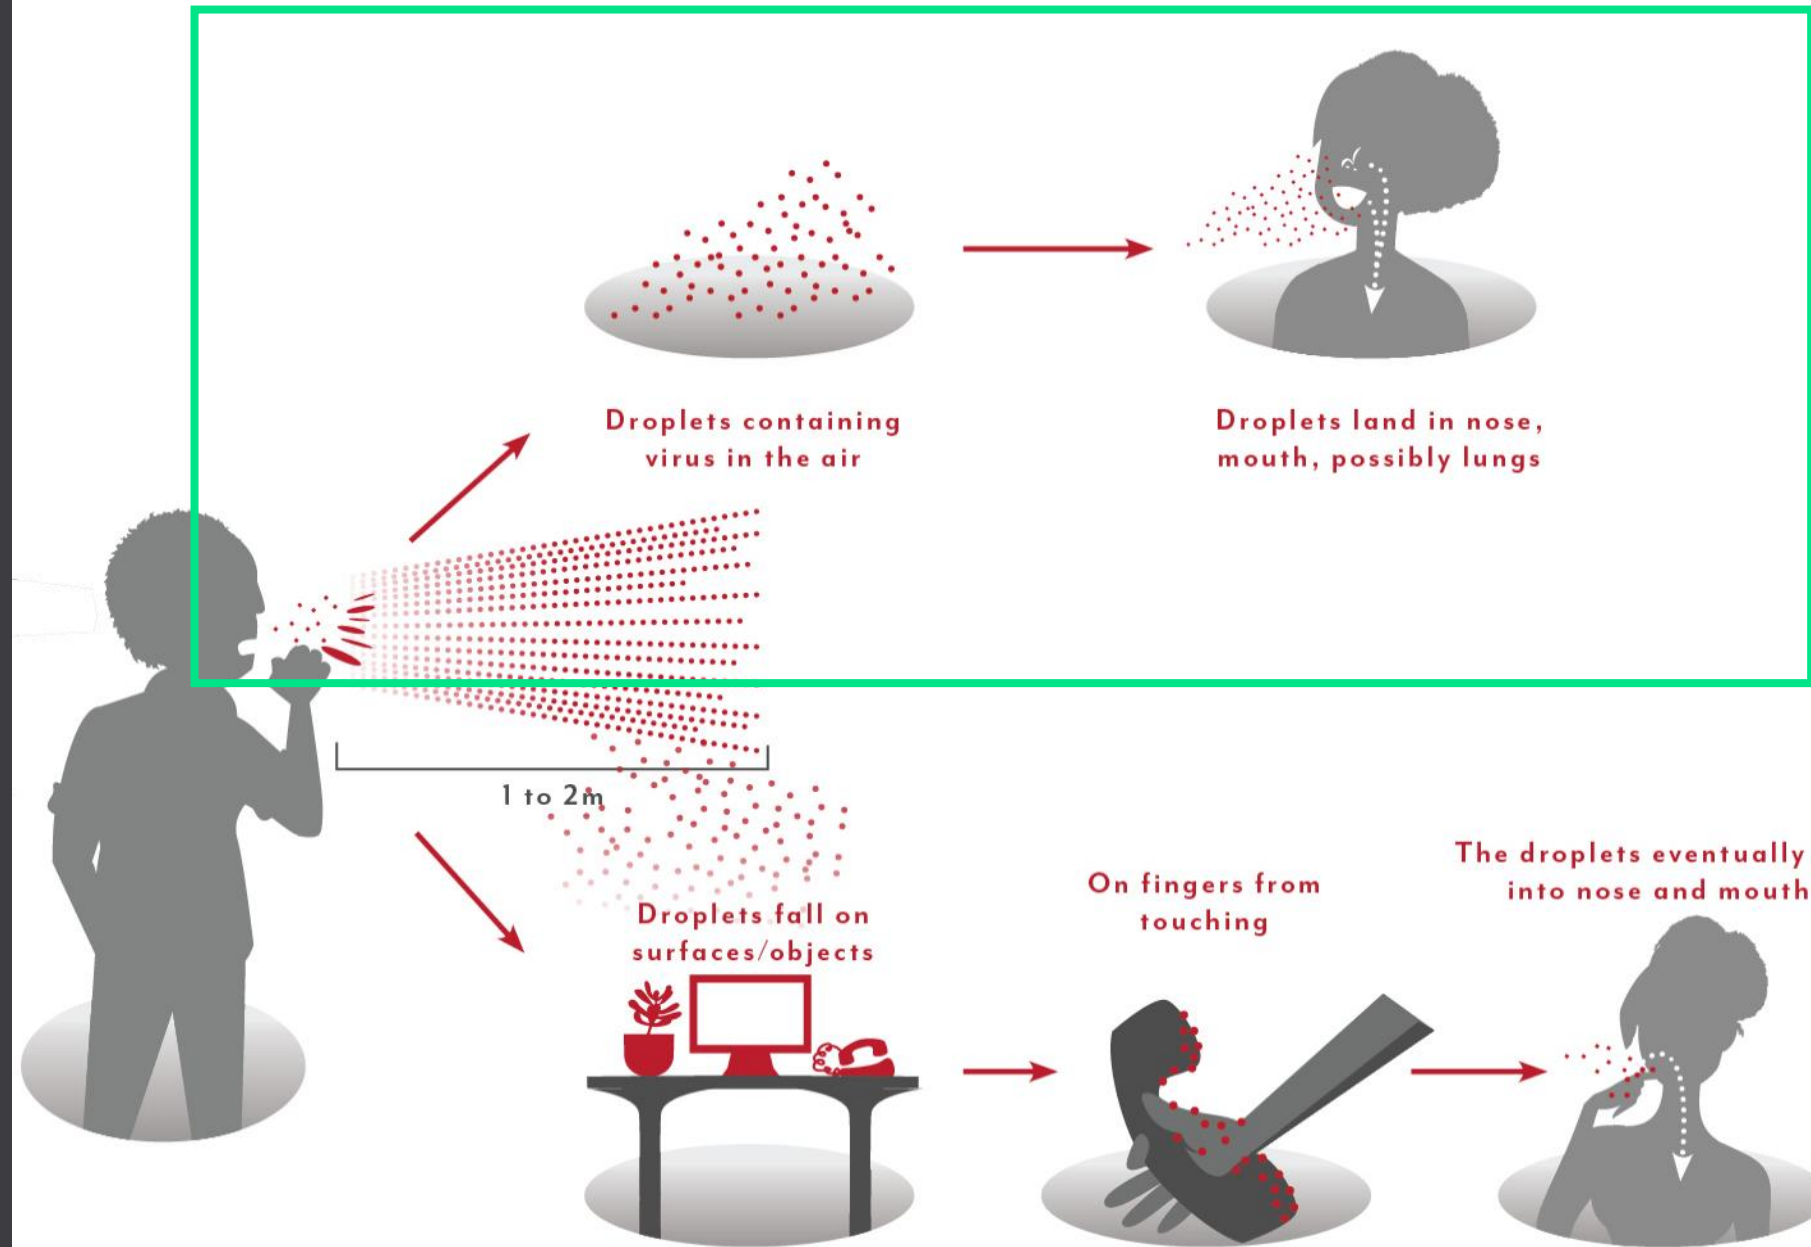 Droplets containing
virus in the air
Droplets land in nose,
mouth, possibly lungs
1 to 2m
Droplets fall on
surfaces/objects
On fingers from
touching
The droplets eventually
into nose and mouth